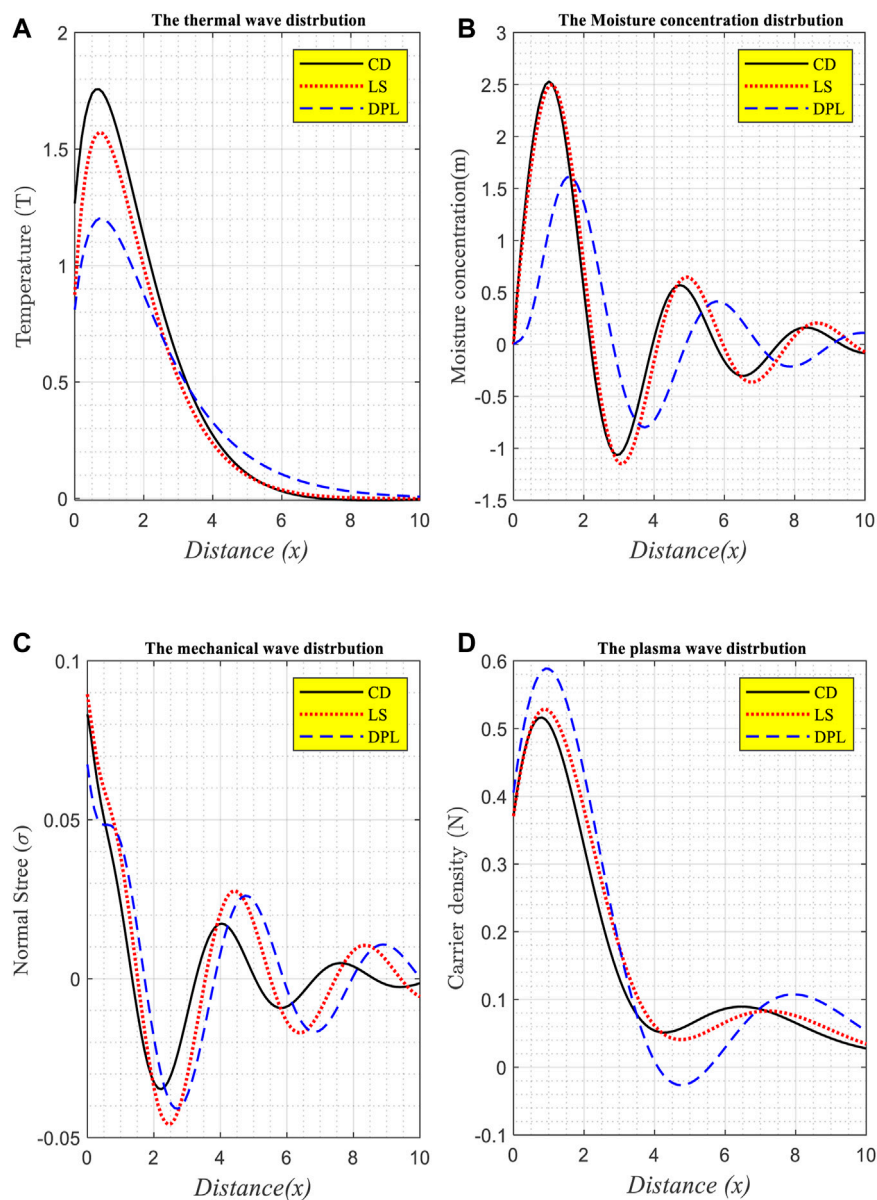 A
The thermal wave distrbution
2
1.5
1
0.5
0
Temperature (T)
CD
LS
DPL
0 2 4 6 8 10
Distance (x)
B
The Moisture concentration distrbution
3
2.5
2
1.5
1
0.5
0
-0.5
-1
-1.5
Moisture concentration(m)
CD
LS
DPL
0 2 4 6 8 10
Distance(x)
C
The mechanical wave distrbution
0.1
0.05
0
-0.05
Normal Stree (σ)
CD
LS
DPL
0 2 4 6 8 10
Distance(x)
D
The plasma wave distrbution
0.6
0.5
0.4
0.3
0.2
0.1
0
-0.1
Carrier density (N)
CD
LS
DPL
0 2 4 6 8 10
Distance (x)